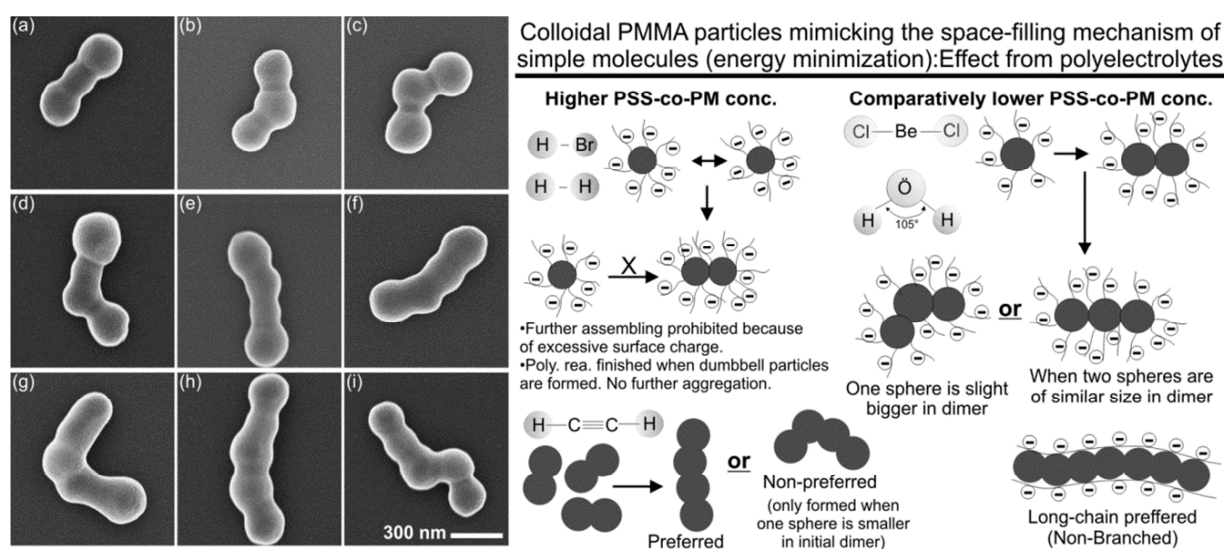 (a)
(b)
(c)
(d)
(e)
(f)
(g)
(h)
(i)
300 nm
Colloidal PMMA particles mimicking the space-filling mechanism of
simple molecules (energy minimization):Effect from polyelectrolytes
Higher PSS-co-PM conc.
H - Br
H - H
X
•Further assembling prohibited because
of excessive surface charge.
•Poly. rea. finished when dumbbell particles
are formed. No further aggregation.
H-C≡C-H
Preferred
or
Non-preferred
(only formed when
one sphere is smaller
in initial dimer)
Comparatively lower PSS-co-PM conc.
Cl-Be-Cl
Ö
H H
105°
or
One sphere is slight
bigger in dimer
When two spheres are
of similar size in dimer
Long-chain preffered
(Non-Branched)